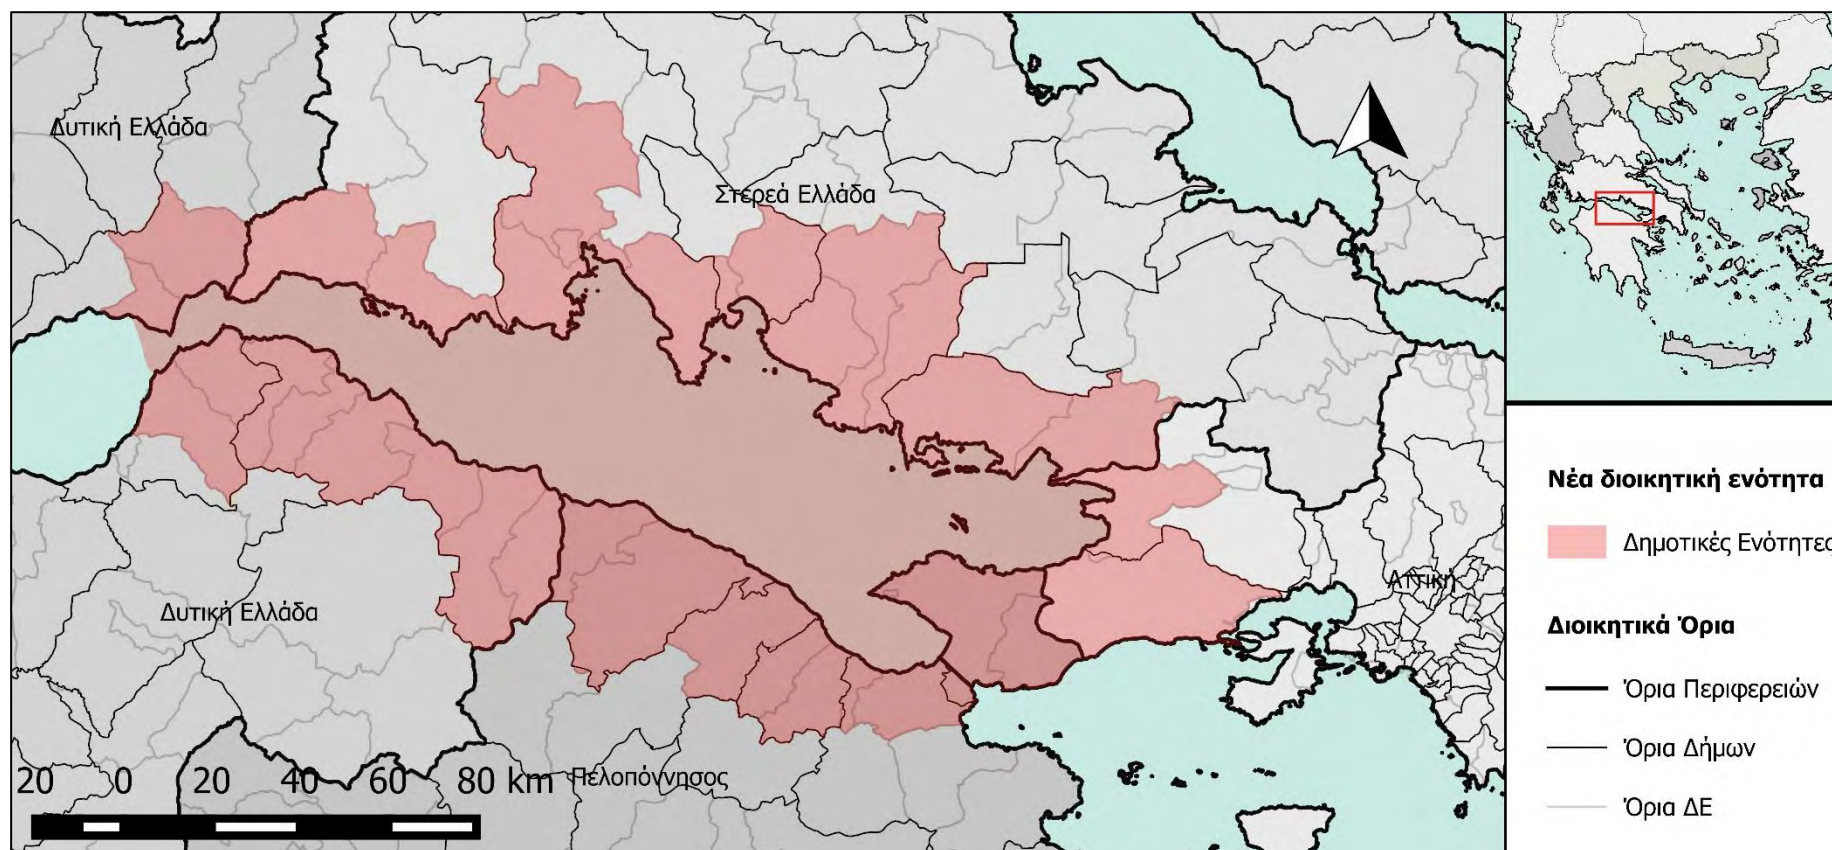 Δυτική Ελλάδα
Στερεά Ελλάδα
Αττική
Δυτική Ελλάδα
Πελοπόννησος
20 0 20 40 60 80 km
Νέα διοικητική ενότητα
Δημοτικές Ενότητες
Διοικητικά Όρια
Όρια Περιφερειών
Όρια Δήμων
Όρια ΔΕ